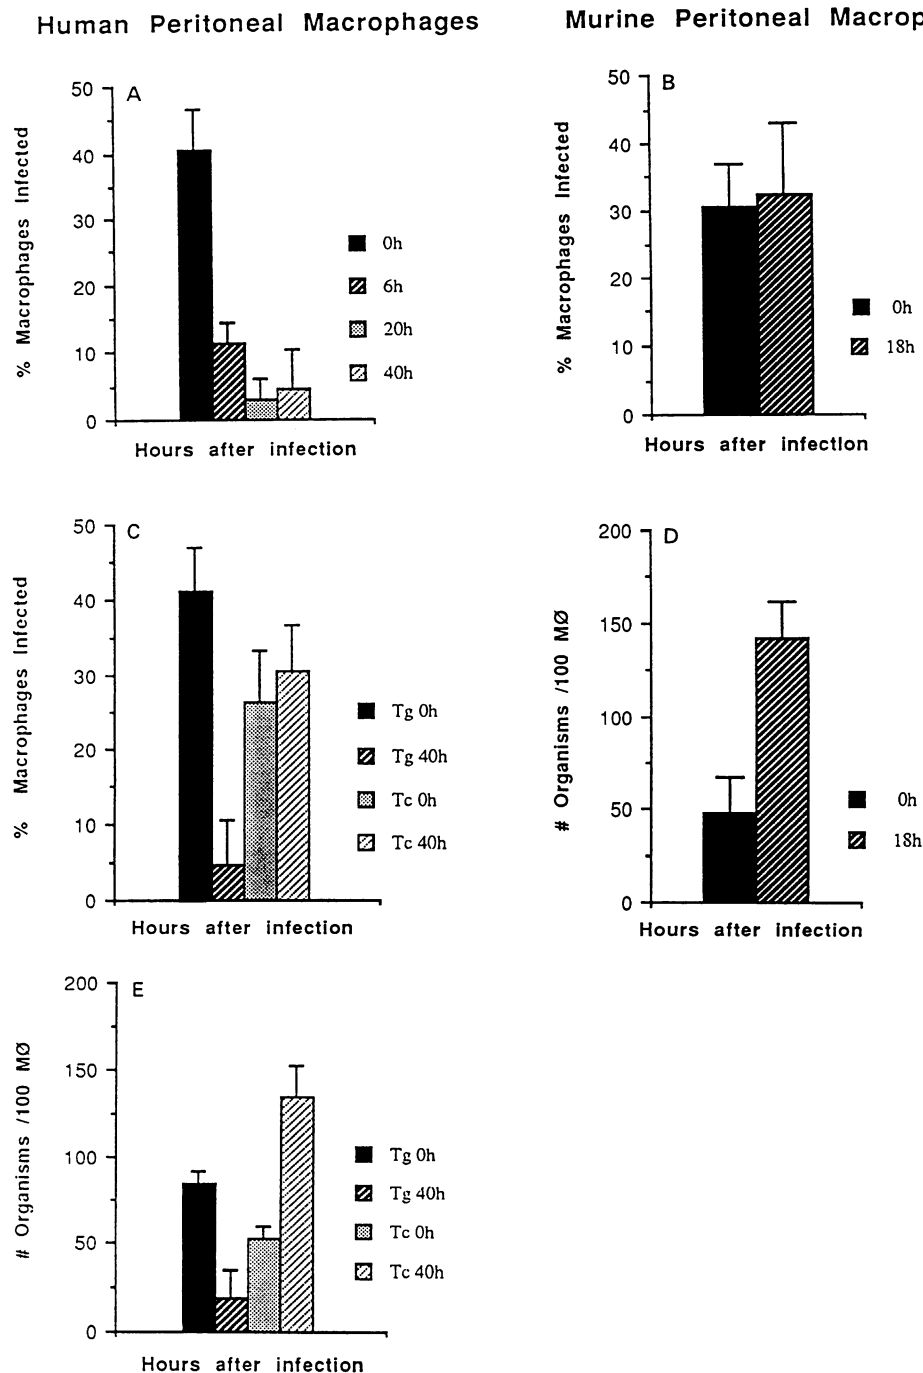 Human Peritoneal Macrophages
Murine Peritoneal Macrop
A
50
40
30
20
10
0
% Macrophages Infected
0h
6h
20h
40h
Hours after infection
B
50
40
30
20
10
0
% Macrophages Infected
0h
18h
Hours after infection
C
50
40
30
20
10
0
% Macrophages Infected
Tg 0h
Tg 40h
Tc 0h
Tc 40h
Hours after infection
D
200
150
100
50
0
# Organisms /100 MØ
0h
18h
Hours after infection
E
200
150
100
50
0
# Organisms /100 MØ
Tg 0h
Tg 40h
Tc 0h
Tc 40h
Hours after infection